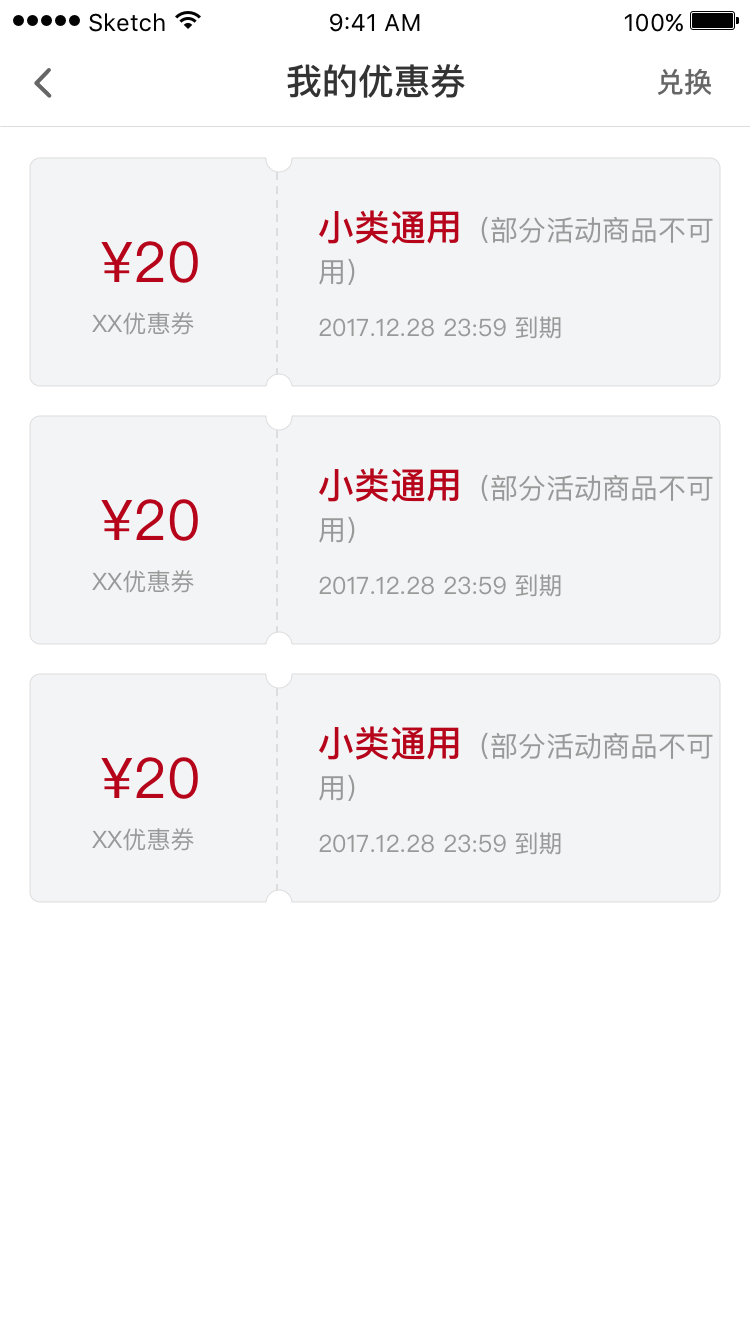 Sketch 9:41 AM 100%
我的优惠券 兑换
¥20
XX优惠券
小类通用（部分活动商品不可
用）
2017.12.28 23:59 到期
¥20
XX优惠券
小类通用（部分活动商品不可
用）
2017.12.28 23:59 到期
¥20
XX优惠券
小类通用（部分活动商品不可
用）
2017.12.28 23:59 到期